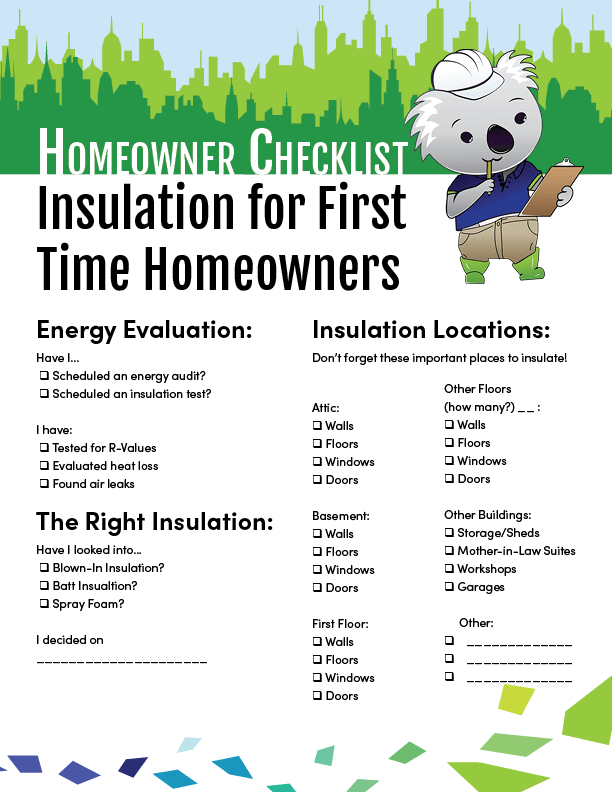 Homeowner Checklist
Insulation for First
Time Homeowners
Energy Evaluation:
Have I...
❑ Scheduled an energy audit?
❑ Scheduled an insulation test?
I have:
❑ Tested for R-Values
❑ Evaluated heat loss
❑ Found air leaks
The Right Insulation:
Have I looked into...
❑ Blown-In Insulation?
❑ Batt Insualtion?
❑ Spray Foam?
I decided on
_____________________
Insulation Locations:
Don't forget these important places to insulate!
Attic:
❑ Walls
❑ Floors
❑ Windows
❑ Doors
Basement:
❑ Walls
❑ Floors
❑ Windows
❑ Doors
First Floor:
❑ Walls
❑ Floors
❑ Windows
❑ Doors
Other Floors
(how many?) __ :
❑ Walls
❑ Floors
❑ Windows
❑ Doors
Other Buildings:
❑ Storage/Sheds
❑ Mother-in-Law Suites
❑ Workshops
❑ Garages
Other:
❑ _____________
❑ _____________
❑ _____________